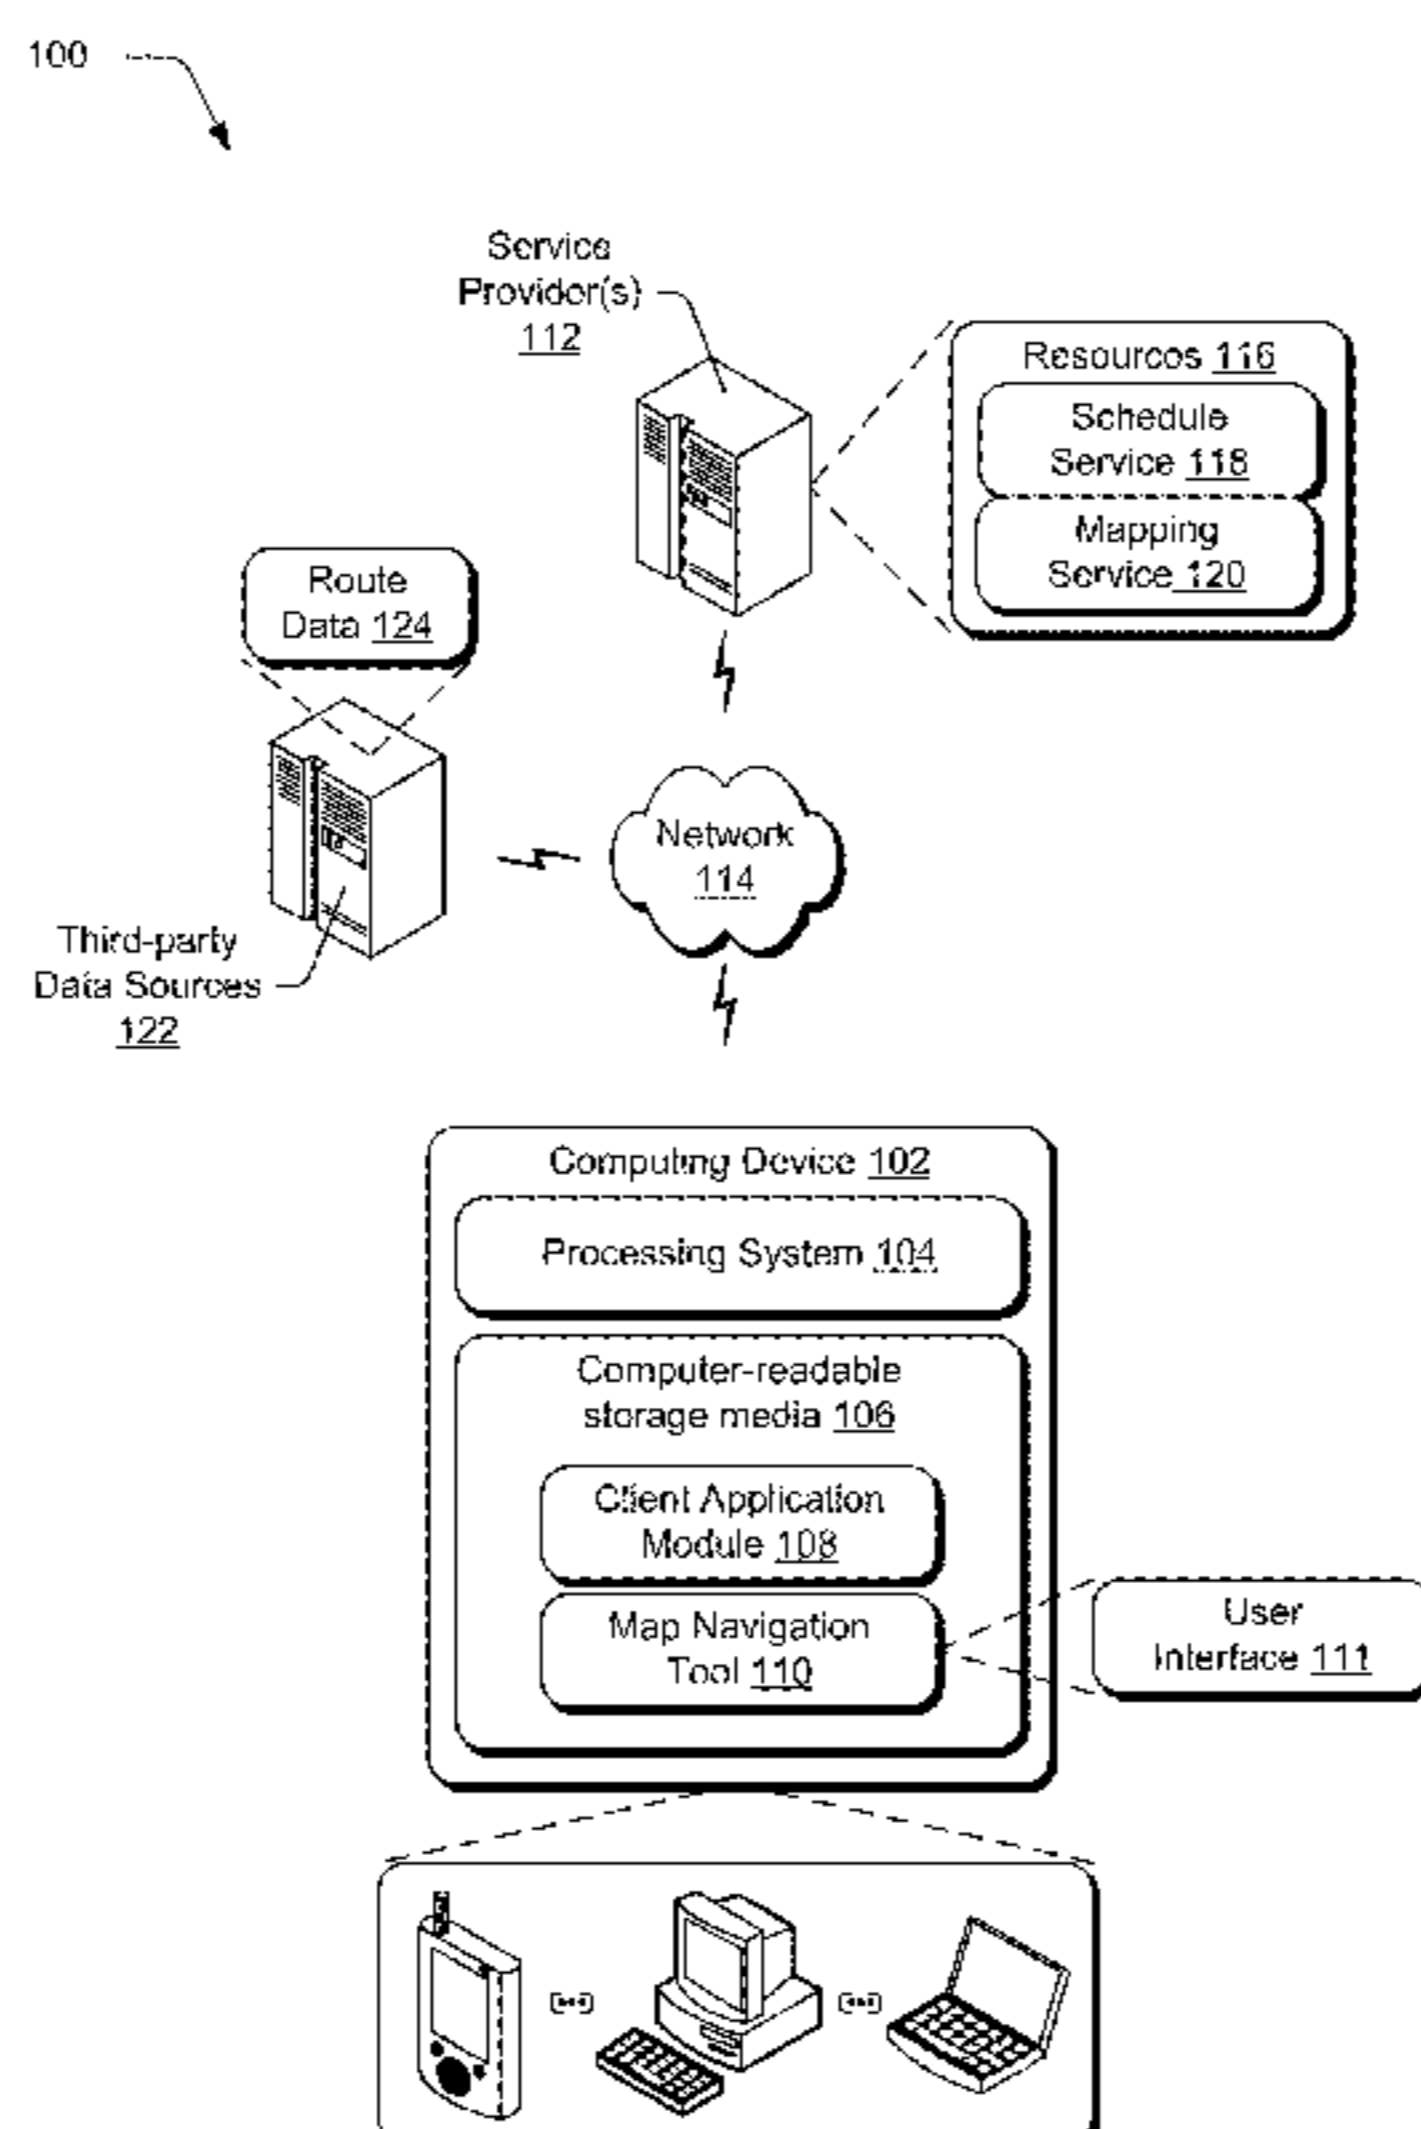 100
Service
Provider(s)
112
Resources 116
Schedule
Service 118
Mapping
Service 120
Route
Data 124
Network
114
Third-party
Data Sources
122
Computing Device 102
Processing System 104
Computer-readable
storage media 106
Client Application
Module 108
Map Navigation
Tool 110
User
Interface 111